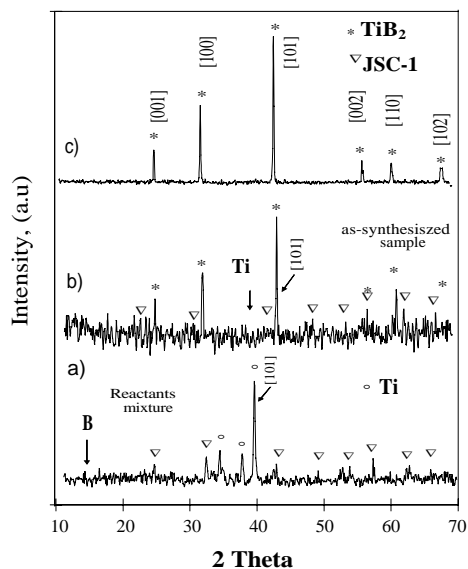 * TiB₂
▽ JSC-1
[001]
[100]
[101]
[002]
[110]
[102]
c)
as-synthesiszed
sample
Ti
[101]
b)
a)
Reactants
mixture
B
[101]
° Ti
Intensity, (a.u)
10 20 30 40 50 60 70
2 Theta